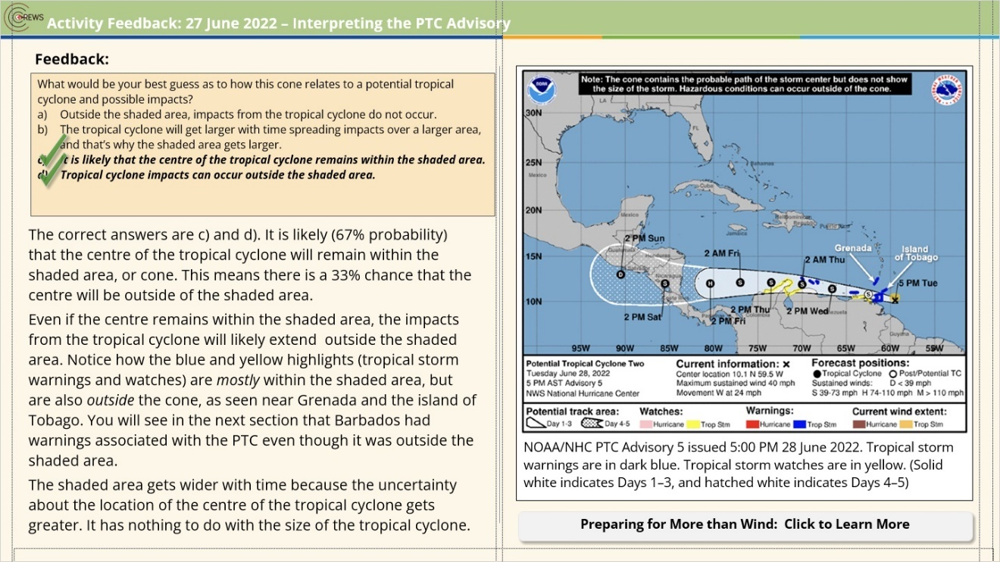 CREWS
Activity Feedback: 27 June 2022 – Interpreting the PTC Advisory
Feedback:
What would be your best guess as to how this cone relates to a potential tropical
cyclone and possible impacts?
a) Outside the shaded area, impacts from the tropical cyclone do not occur.
b) The tropical cyclone will get larger with time spreading impacts over a larger area,
and that's why the shaded area gets larger.
c) It is likely that the centre of the tropical cyclone remains within the shaded area.
d) Tropical cyclone impacts can occur outside the shaded area.
The correct answers are c) and d). It is likely (67% probability)
that the centre of the tropical cyclone will remain within the
shaded area, or cone. This means there is a 33% chance that the
centre will be outside of the shaded area.
Even if the centre remains within the shaded area, the impacts
from the tropical cyclone will likely extend  outside the shaded
area. Notice how the blue and yellow highlights (tropical storm
warnings and watches) are mostly within the shaded area, but
are also outside the cone, as seen near Grenada and the island of
Tobago. You will see in the next section that Barbados had
warnings associated with the PTC even though it was outside the
shaded area.
The shaded area gets wider with time because the uncertainty
about the location of the centre of the tropical cyclone gets
greater. It has nothing to do with the size of the tropical cyclone.
NOAA
Note: The cone contains the probable path of the storm center but does not show
the size of the storm. Hazardous conditions can occur outside of the cone.
LA
30N
FL
25N
Mexico
Bahamas
Cuba
20N
Mexico
Haiti
Dominican
Republic
Puerto Rico
Jamaica
2 PM Sun
15N
Guatemala
Honduras
2 AM Fri
2 AM Thu
Grenada
Island
of Tobago
Nicaragua
5 PM Tue
D
S
H
S
S
S
S
S
10N
Costa Rica
2 PM Sat
Panama
2 PM Fri
2 PM Thu
Colombia
2 PM Wed
Venezuela
Guyana
95W 90W 85W 80W 75W 70W 65W 60W 55W
Potential Tropical Cyclone Two
Tuesday June 28, 2022
5 PM AST Advisory 5
NWS National Hurricane Center
Current information: x
Center location 10.1 N 59.5 W
Maximum sustained wind 40 mph
Movement W at 24 mph
Forecast positions:
Tropical Cyclone Post/Potential TC
Sustained winds: D < 39 mph
S 39-73 mph H 74-110 mph M > 110 mph
Potential track area:
Day 1-3 Day 4-5
Watches:
Hurricane Trop Stm
Warnings:
Hurricane Trop Stm
Current wind extent:
Hurricane Trop Stm
NOAA/NHC PTC Advisory 5 issued 5:00 PM 28 June 2022. Tropical storm
warnings are in dark blue. Tropical storm watches are in yellow. (Solid
white indicates Days 1–3, and hatched white indicates Days 4–5)
Preparing for More than Wind:  Click to Learn More